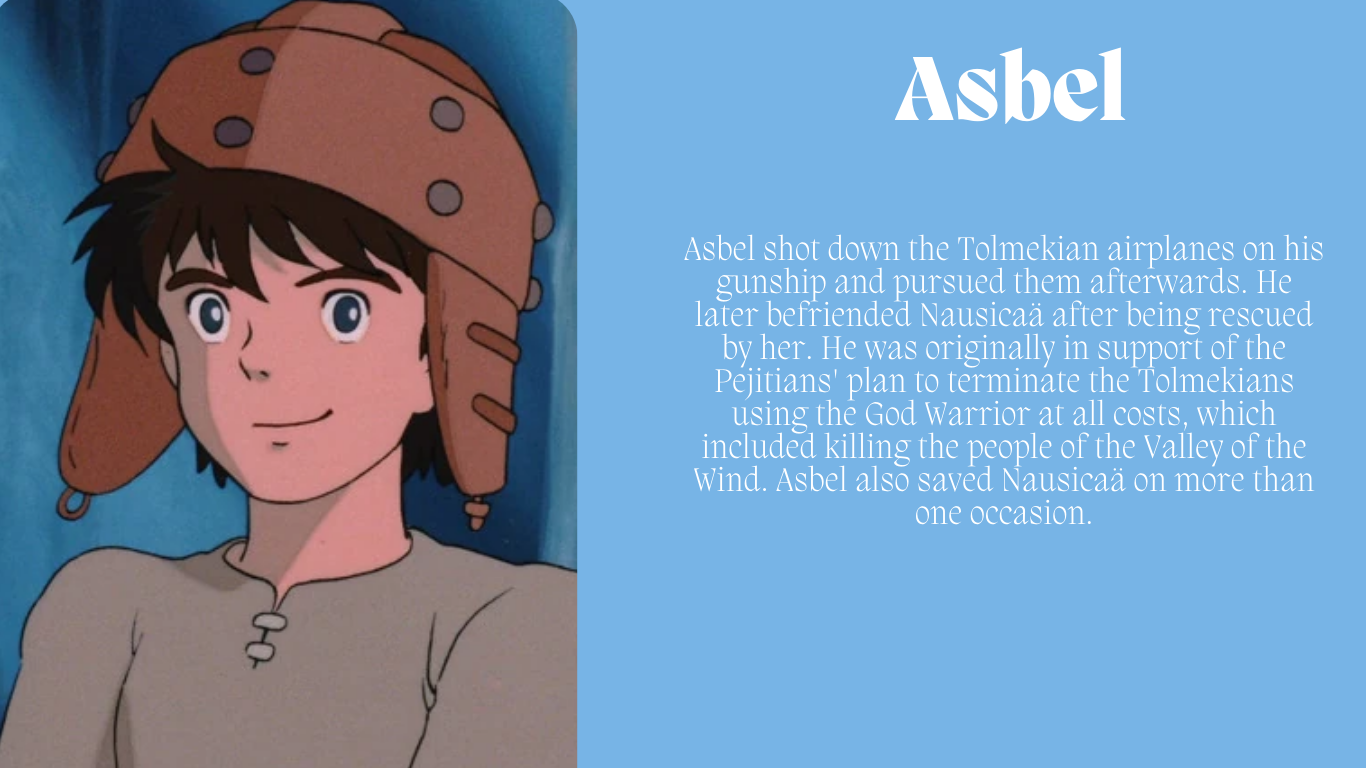 Asbel
Asbel shot down the Tolmekian airplanes on his
gunship and pursued them afterwards. He
later befriended Nausicaä after being rescued
by her. He was originally in support of the
Pejitians' plan to terminate the Tolmekians
using the God Warrior at all costs, which
included killing the people of the Valley of the
Wind. Asbel also saved Nausicaä on more than
one occasion.